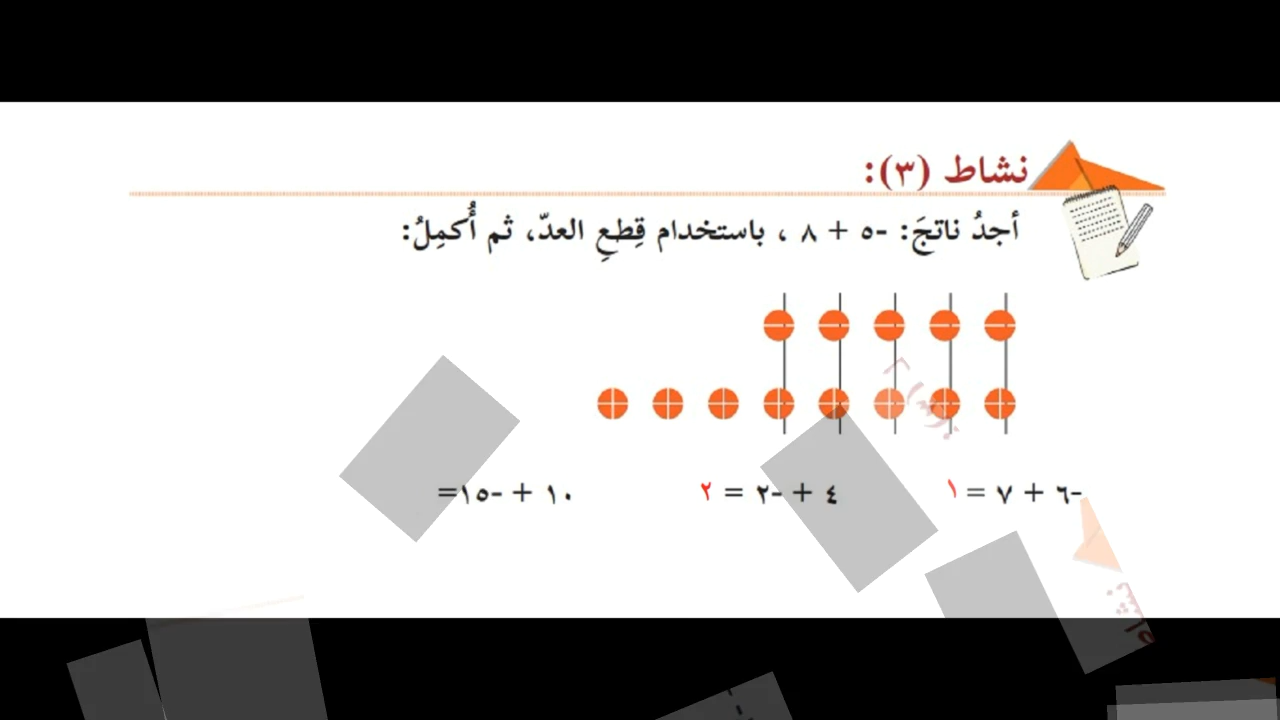 نشاط (٣):
أجدُ ناتجَ: -٥ + ٨ ، باستخدام قِطعِ العدّ، ثم أُكمِلُ:
-٦ + ٧ = ١
٤ + -٢ = ٢
١٠ + -١٥ =